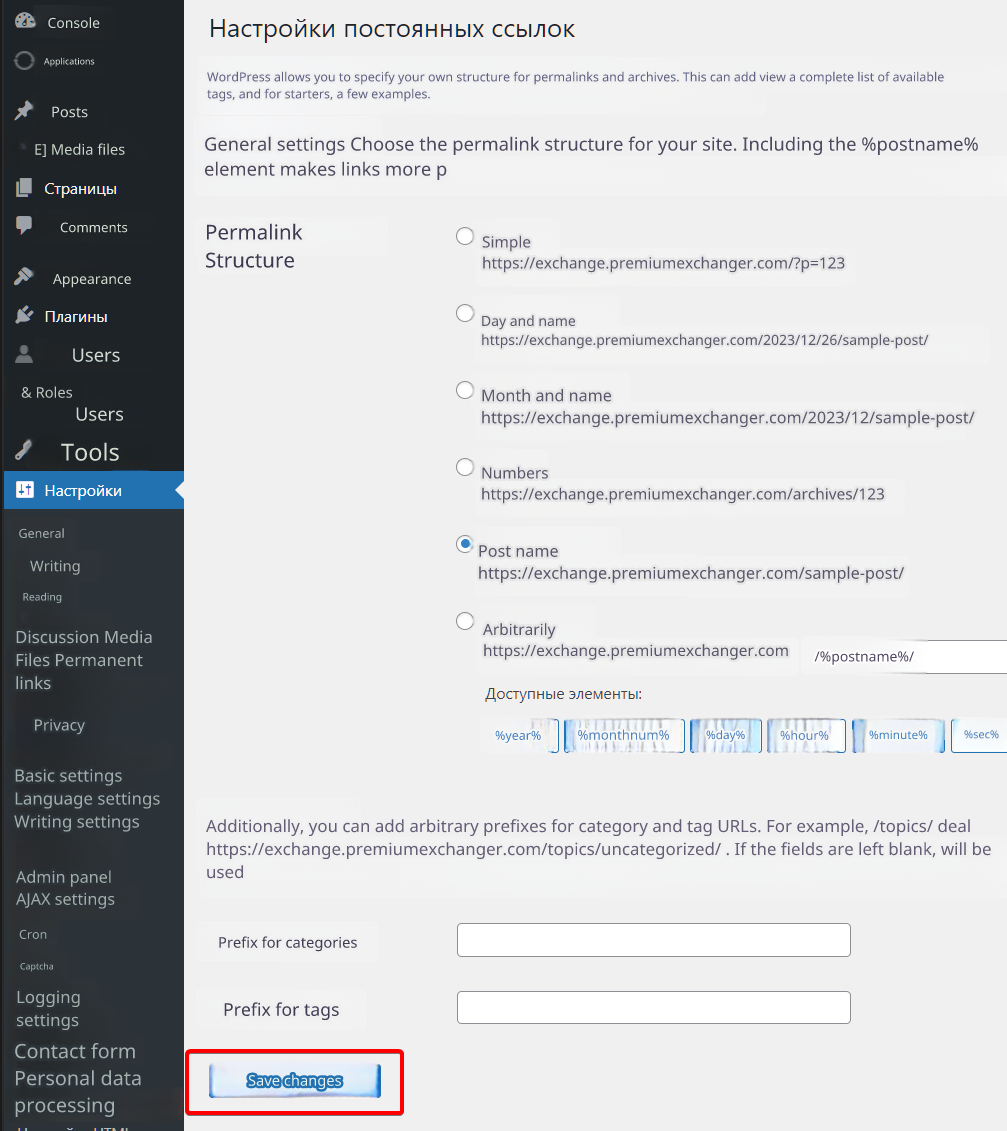 Console
Applications
Posts
E] Media files
Страницы
Comments
Appearance
Плагины
Users
& Roles
Users
Tools
Настройки
General
Writing
Reading
Discussion Media
Files Permanent
links
Privacy
Basic settings
Language settings
Writing settings
Admin panel
AJAX settings
Cron
Captcha
Logging
settings
Contact form
Personal data
processing
Настройки постоянных ссылок
WordPress allows you to specify your own structure for permalinks and archives. This can add view a complete list of available
tags, and for starters, a few examples.
General settings Choose the permalink structure for your site. Including the %postname%
element makes links more p
Permalink
Structure
Simple
https://exchange.premiumexchanger.com/?p=123
Day and name
https://exchange.premiumexchanger.com/2023/12/26/sample-post/
Month and name
https://exchange.premiumexchanger.com/2023/12/sample-post/
Numbers
https://exchange.premiumexchanger.com/archives/123
Post name
https://exchange.premiumexchanger.com/sample-post/
Arbitrarily
https://exchange.premiumexchanger.com /%postname%/
Доступные элементы:
%year% %monthnum% %day% %hour% %minute% %sec%
Additionally, you can add arbitrary prefixes for category and tag URLs. For example, /topics/ deal
https://exchange.premiumexchanger.com/topics/uncategorized/ . If the fields are left blank, will be
used
Prefix for categories
Prefix for tags
Save changes